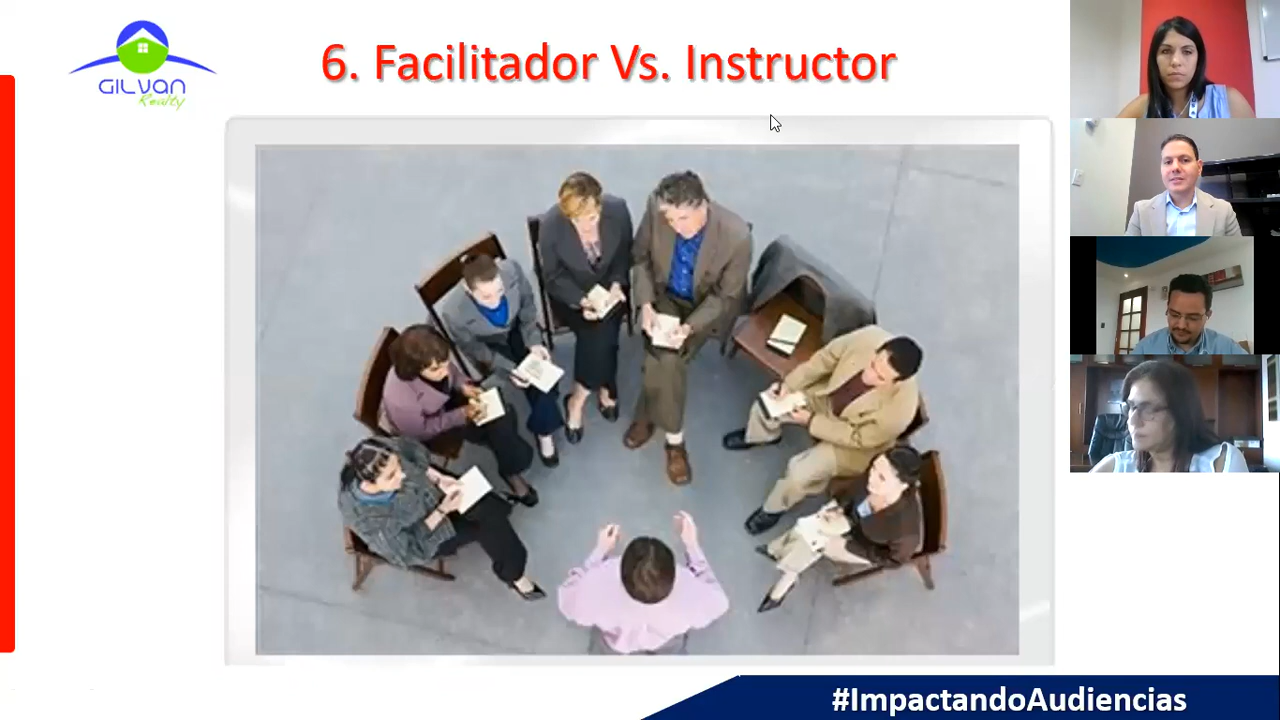 GILVAN
Realty
6. Facilitador Vs. Instructor
#ImpactandoAudiencias